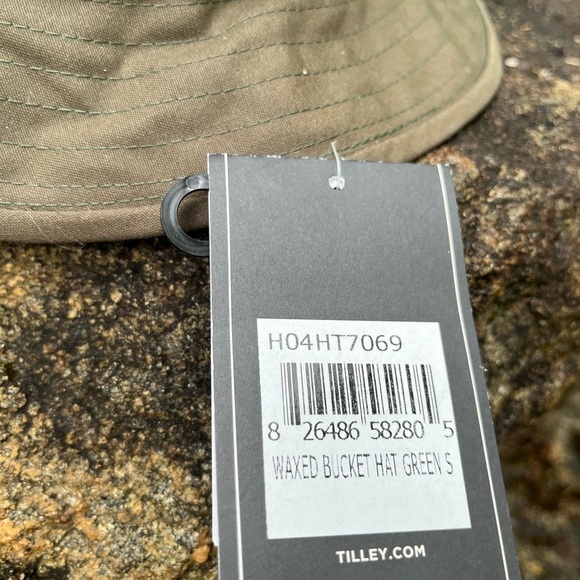 H04HT7069
8 26486 58280 5
WAXED BUCKET HAT GREEN S
TILLEY.COM